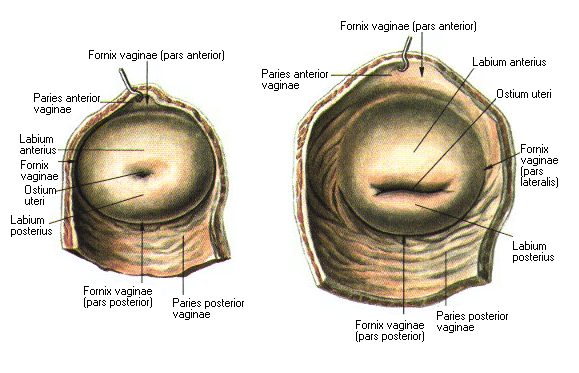 Fornix vaginae (pars anterior)
Paries anterior
vaginae
Labium
anterius
Fornix
vaginae
Ostium
uteri
Labium
posterius
Fornix vaginae
(pars posterior)
Paries posterior
vaginae
Fornix vaginae (pars anterior)
Labium anterius
Paries anterior
vaginae
Ostium uteri
Fornix
vaginae
(pars
lateralis)
Labium
posterius
Paries posterior
vaginae
Fornix vaginae
(pars posterior)